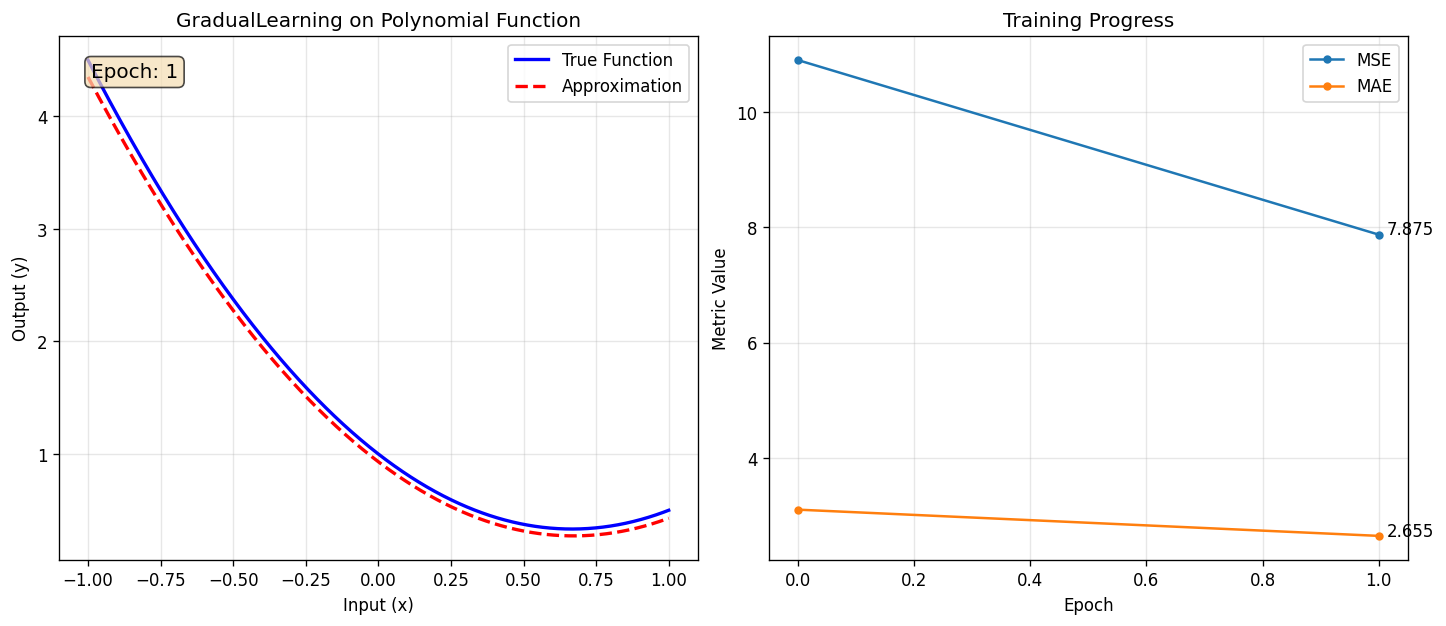 GradualLearning on Polynomial Function
Epoch: 1
True Function
Approximation
Output (y)
4
3
2
1
−1.00 −0.75 −0.50 −0.25 0.00 0.25 0.50 0.75 1.00
Input (x)
Training Progress
MSE
MAE
Metric Value
10
8
6
4
7.875
2.655
0.0 0.2 0.4 0.6 0.8 1.0
Epoch